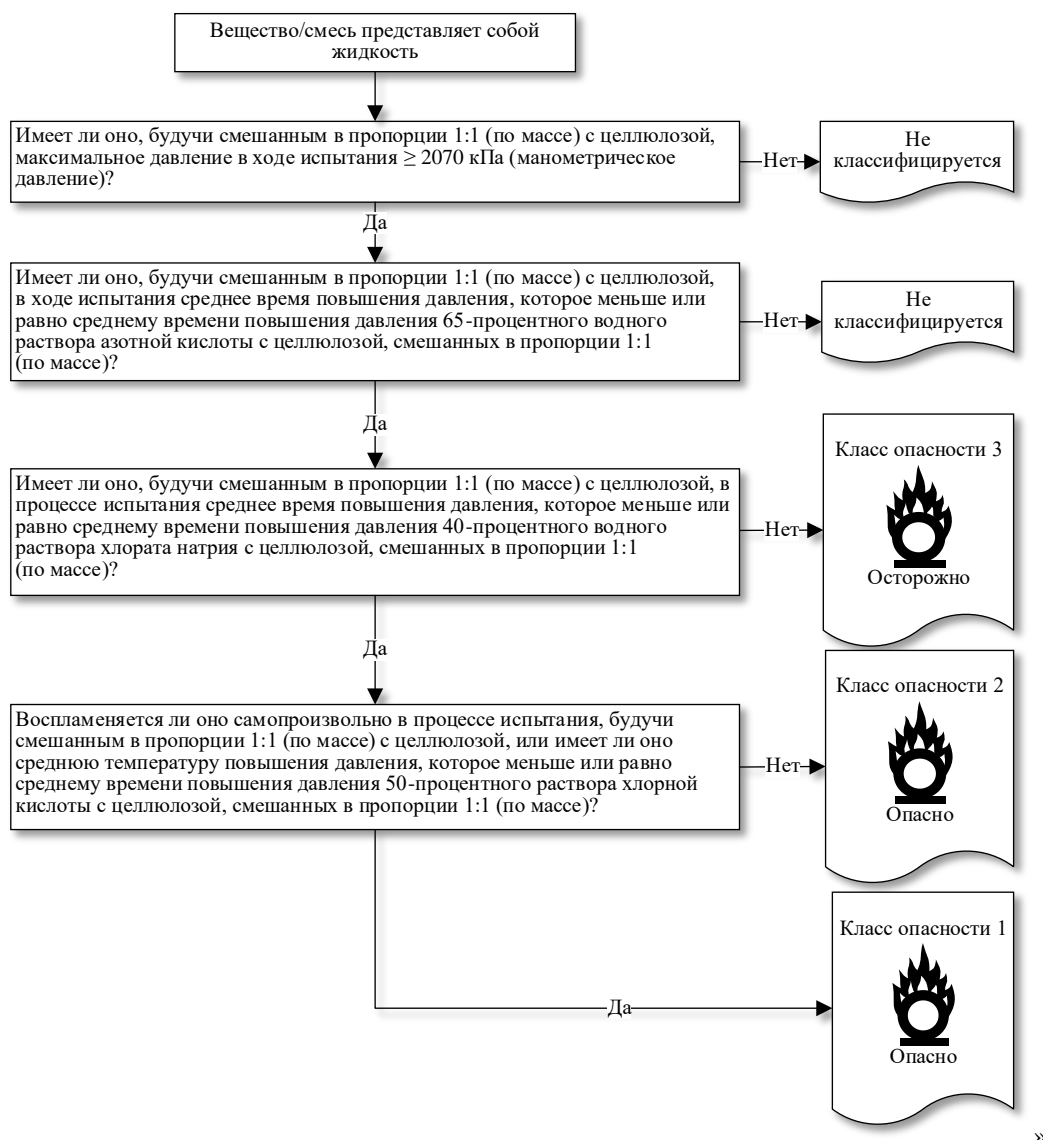 Вещество/смесь представляет собой
жидкость
Имеет ли оно, будучи смешанным в пропорции 1:1 (по массе) с целлюлозой,
максимальное давление в ходе испытания ≥ 2070 кПа (манометрическое
давление)?
Нет
Не
классифицируется
Да
Имеет ли оно, будучи смешанным в пропорции 1:1 (по массе) с целлюлозой,
в ходе испытания среднее время повышения давления, которое меньше или
равно среднему времени повышения давления 65-процентного водного
раствора азотной кислоты с целлюлозой, смешанных в пропорции 1:1
(по массе)?
Нет
Не
классифицируется
Да
Имеет ли оно, будучи смешанным в пропорции 1:1 (по массе) с целлюлозой, в
процессе испытания среднее время повышения давления, которое меньше или
равно среднему времени повышения давления 40-процентного водного
раствора хлората натрия с целлюлозой, смешанных в пропорции 1:1
(по массе)?
Нет
Класс опасности 3
Осторожно
Да
Воспламеняется ли оно самопроизвольно в процессе испытания, будучи
смешанным в пропорции 1:1 (по массе) с целлюлозой, или имеет ли оно
среднюю температуру повышения давления, которое меньше или равно
среднему времени повышения давления 50-процентного раствора хлорной
кислоты с целлюлозой, смешанных в пропорции 1:1 (по массе)?
Нет
Класс опасности 2
Опасно
Да
Класс опасности 1
Опасно
»